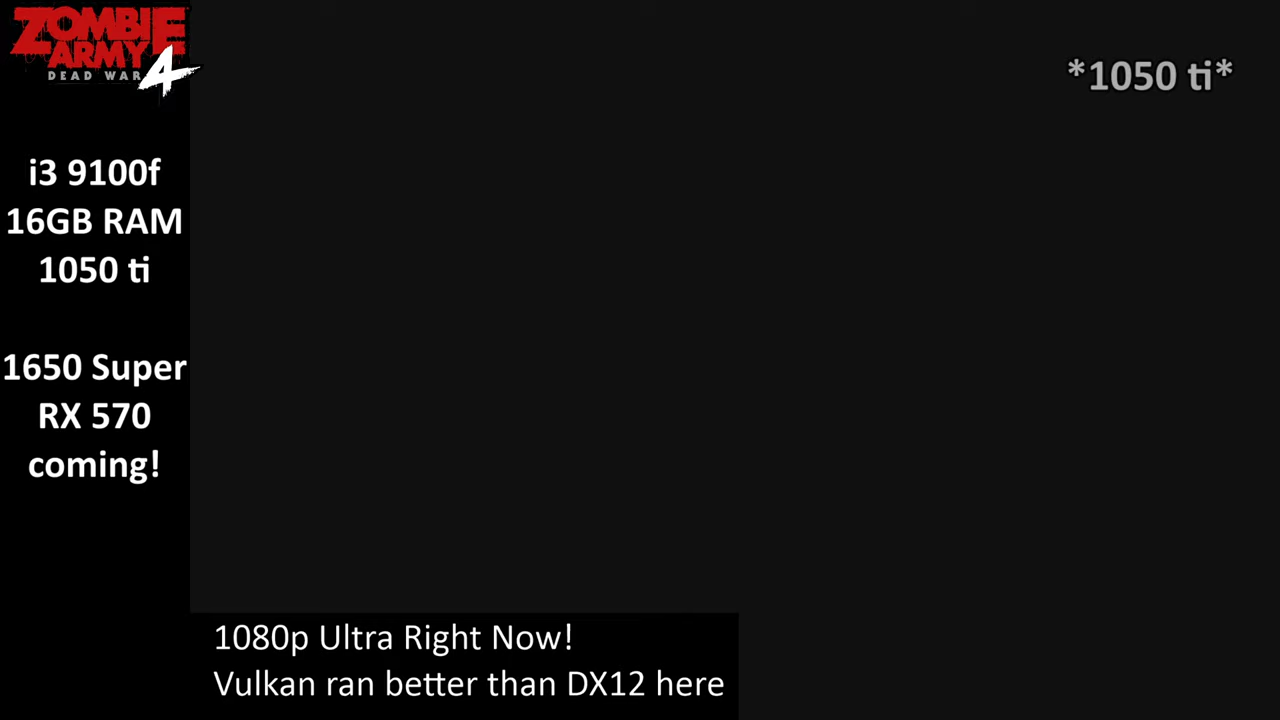 ZOMBIE
ARMY
DEAD WAR 4
*1050 ti*
i3 9100f
16GB RAM
1050 ti
1650 Super
RX 570
coming!
1080p Ultra Right Now!
Vulkan ran better than DX12 here